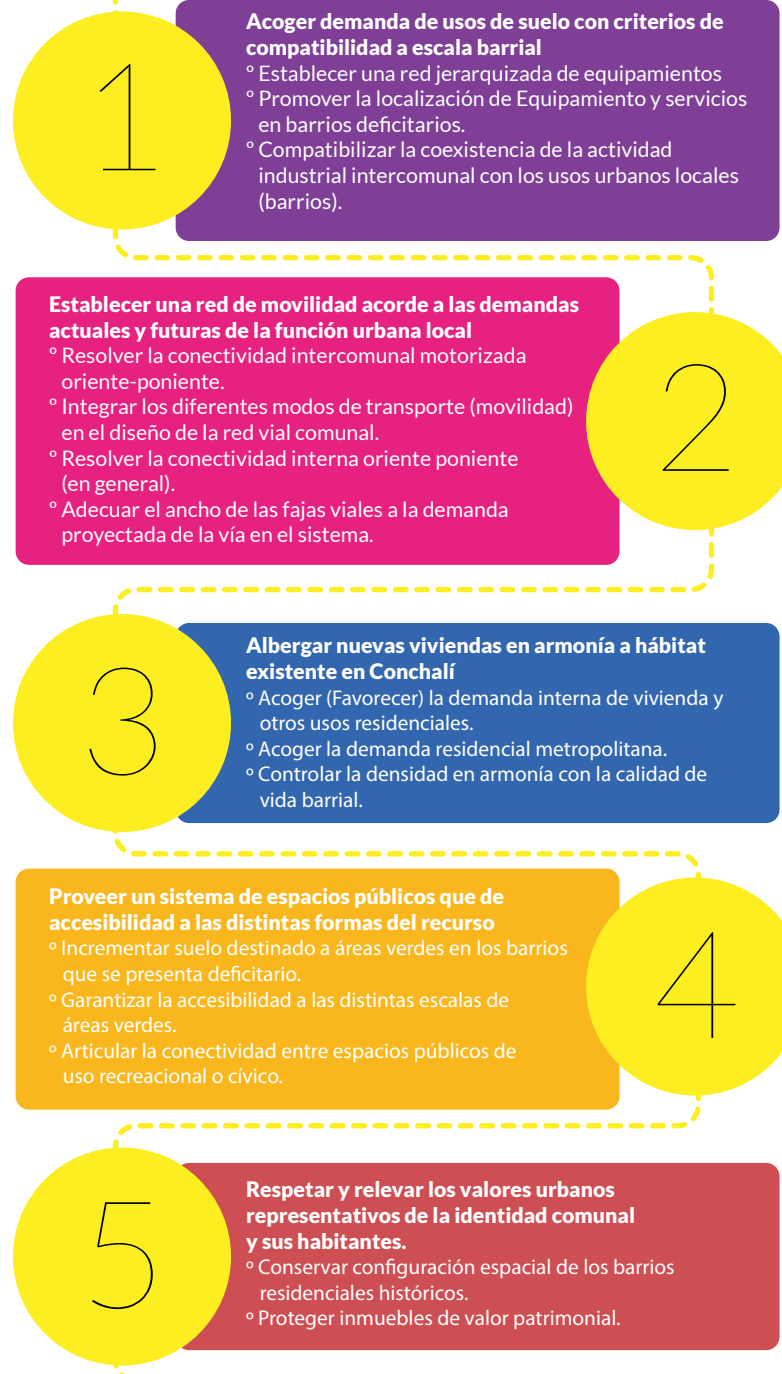 1
Acoger demanda de usos de suelo con criterios de
compatibilidad a escala barrial
º Establecer una red jerarquizada de equipamientos
º Promover la localización de Equipamiento y servicios
en barrios deficitarios.
º Compatibilizar la coexistencia de la actividad
industrial intercomunal con los usos urbanos locales
(barrios).
Establecer una red de movilidad acorde a las demandas
actuales y futuras de la función urbana local
º Resolver la conectividad intercomunal motorizada
oriente-poniente.
º Integrar los diferentes modos de transporte (movilidad)
en el diseño de la red vial comunal.
º Resolver la conectividad interna oriente poniente
(en general).
º Adecuar el ancho de las fajas viales a la demanda
proyectada de la vía en el sistema.
2
3
Albergar nuevas viviendas en armonía a hábitat
existente en Conchalí
º Acoger (Favorecer) la demanda interna de vivienda y
otros usos residenciales.
º Acoger la demanda residencial metropolitana.
º Controlar la densidad en armonía con la calidad de
vida barrial.
Proveer un sistema de espacios públicos que de
accesibilidad a las distintas formas del recurso
º Incrementar suelo destinado a áreas verdes en los barrios
que se presenta deficitario.
º Garantizar la accesibilidad a las distintas escalas de
áreas verdes.
º Articular la conectividad entre espacios públicos de
uso recreacional o cívico.
4
5
Respetar y relevar los valores urbanos
representativos de la identidad comunal
y sus habitantes.
º Conservar configuración espacial de los barrios
residenciales históricos.
º Proteger inmuebles de valor patrimonial.